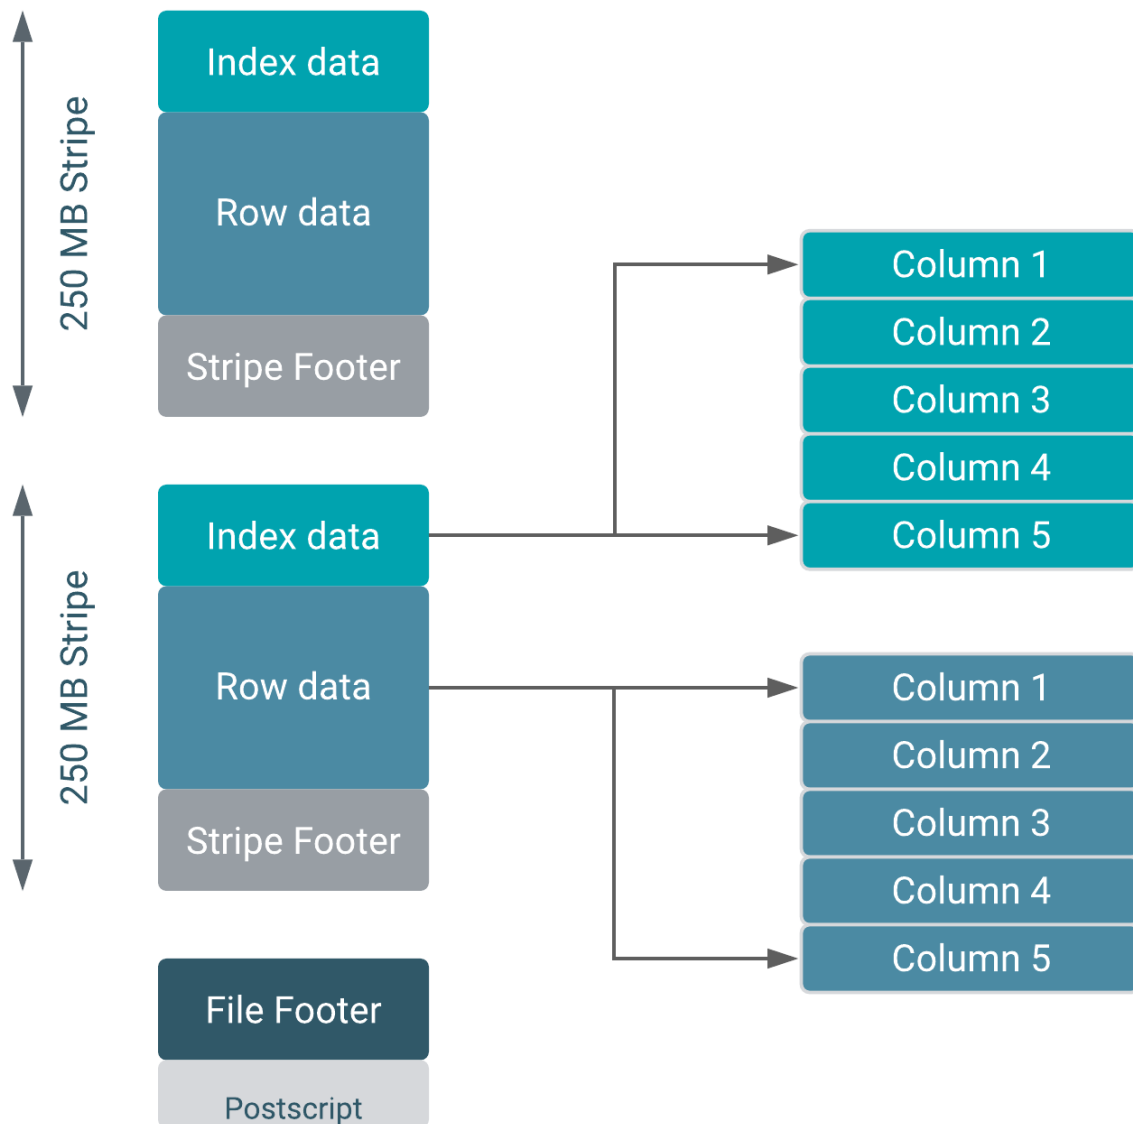 250 MB Stripe
Index data
Row data
Stripe Footer
250 MB Stripe
Index data
Row data
Stripe Footer
File Footer
Postscript
Column 1
Column 2
Column 3
Column 4
Column 5
Column 1
Column 2
Column 3
Column 4
Column 5